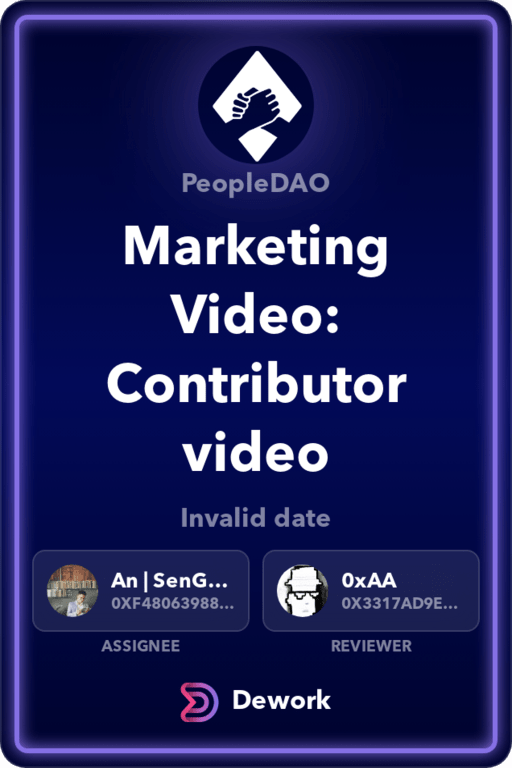 PeopleDAO
Marketing
Video:
Contributor
video
Invalid date
An | SenG...
0XF48063988...
ASSIGNEE
0xAA
0X3317AD9E...
REVIEWER
Dework